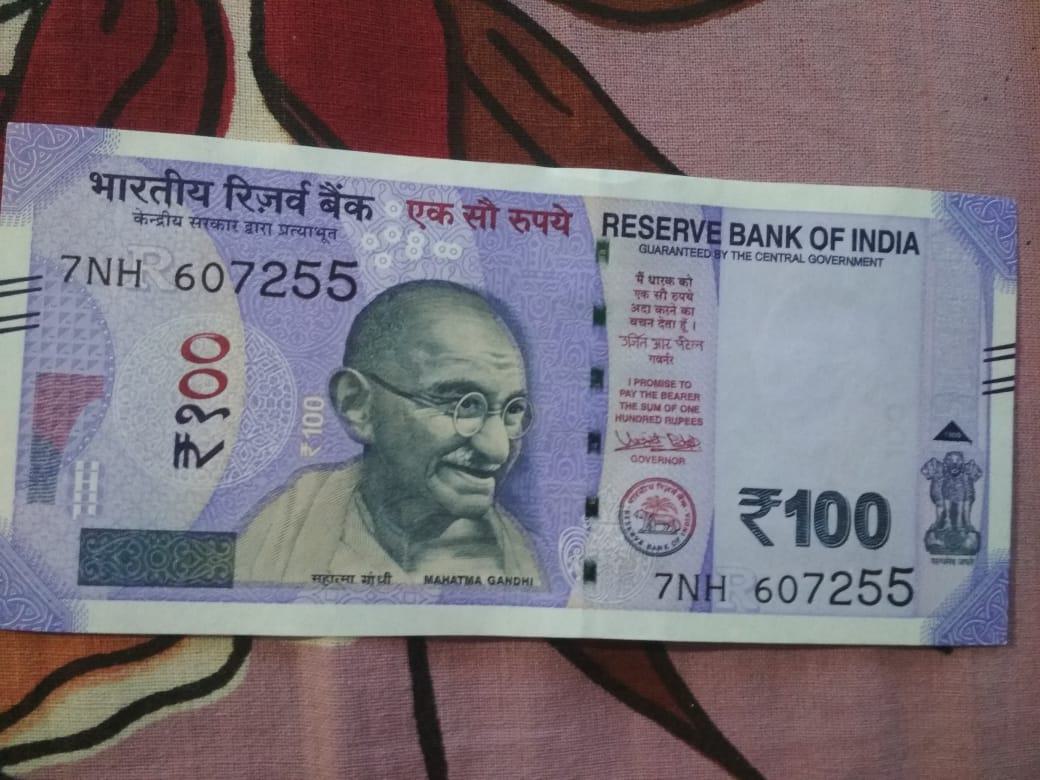 भारतीय रिज़र्व बैंक
केन्द्रीय सरकार द्वारा प्रत्याभूत
एक सौ रुपये
7NH 607255
₹१००
₹100
महात्मा गांधी MAHATMA GANDHI
RESERVE BANK OF INDIA
GUARANTEED BY THE CENTRAL GOVERNMENT
मैं धारक को
एक सौ रुपये
अदा करने का
वचन देता हूँ।
उर्जित आर पटेल
गवर्नर
I PROMISE TO
PAY THE BEARER
THE SUM OF ONE
HUNDRED RUPEES
GOVERNOR
भारतीय रिज़र्व बैंक
RESERVE BANK OF INDIA
₹100
सत्यमेव जयते
7NH 607255